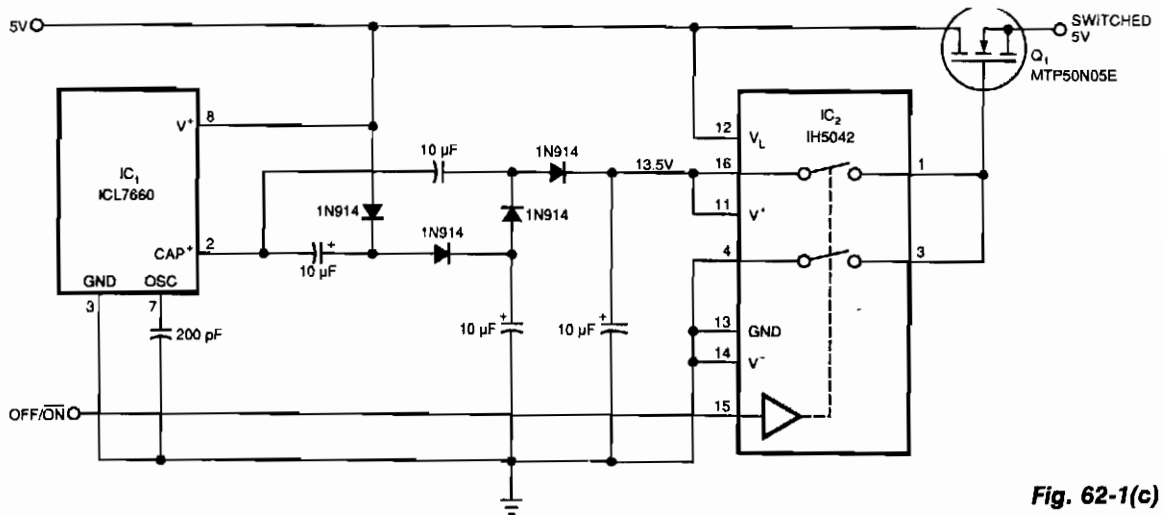 5V
SWITCHED
5V
Q1
MTP50N05E
IC1
ICL7660
V+
8
CAP+
2
GND
OSC
3
7
200 pF
10 µF
1N914
13.5V
1N914
1N914
1N914
+
10 µF
10 µF
+
10 µF
+
IC2
IH5042
12
VL
16
1
11
V+
4
3
13
GND
14
V−
15
OFF/O̅N̅
Fig. 62-1(c)